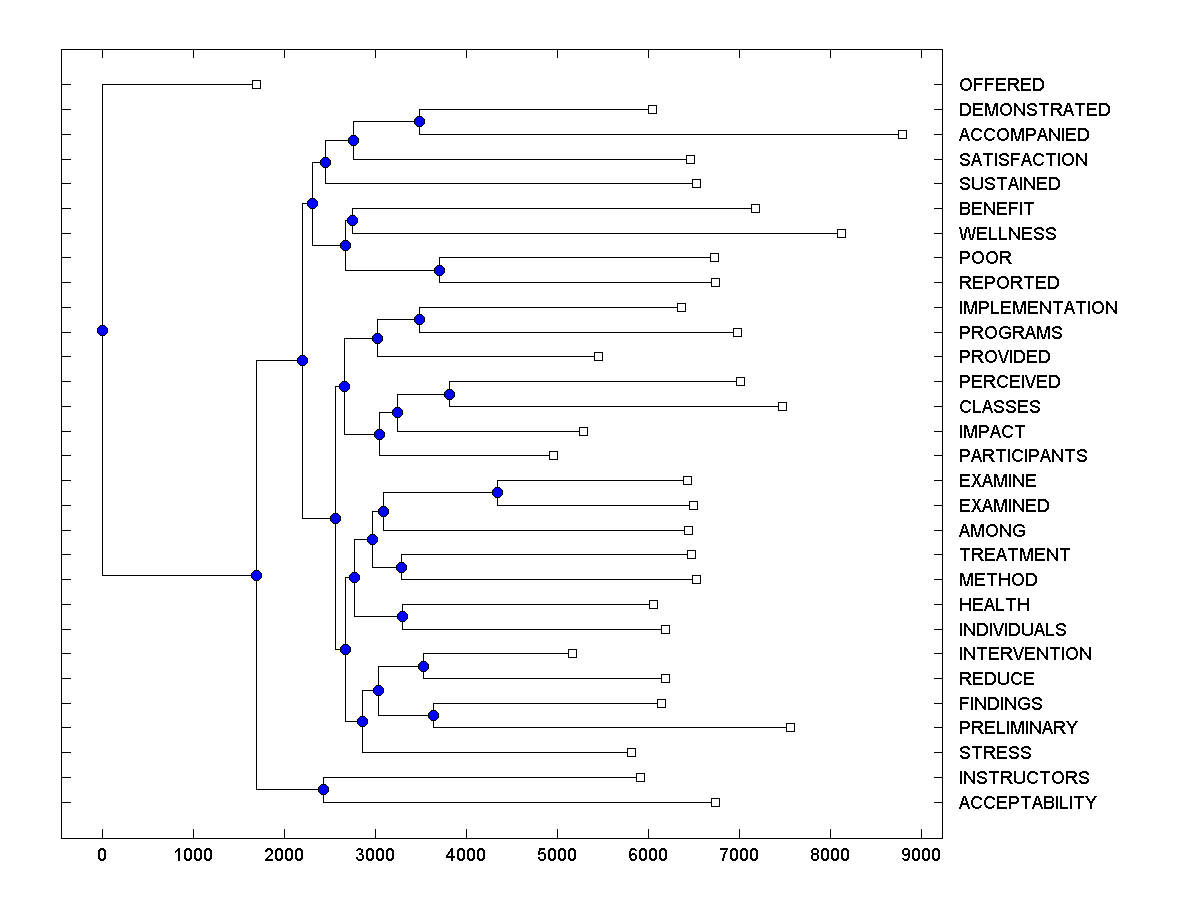 OFFERED
DEMONSTRATED
ACCOMPANIED
SATISFACTION
SUSTAINED
BENEFIT
WELLNESS
POOR
REPORTED
IMPLEMENTATION
PROGRAMS
PROVIDED
PERCEIVED
CLASSES
IMPACT
PARTICIPANTS
EXAMINE
EXAMINED
AMONG
TREATMENT
METHOD
HEALTH
INDIVIDUALS
INTERVENTION
REDUCE
FINDINGS
PRELIMINARY
STRESS
INSTRUCTORS
ACCEPTABILITY
0 1000 2000 3000 4000 5000 6000 7000 8000 9000